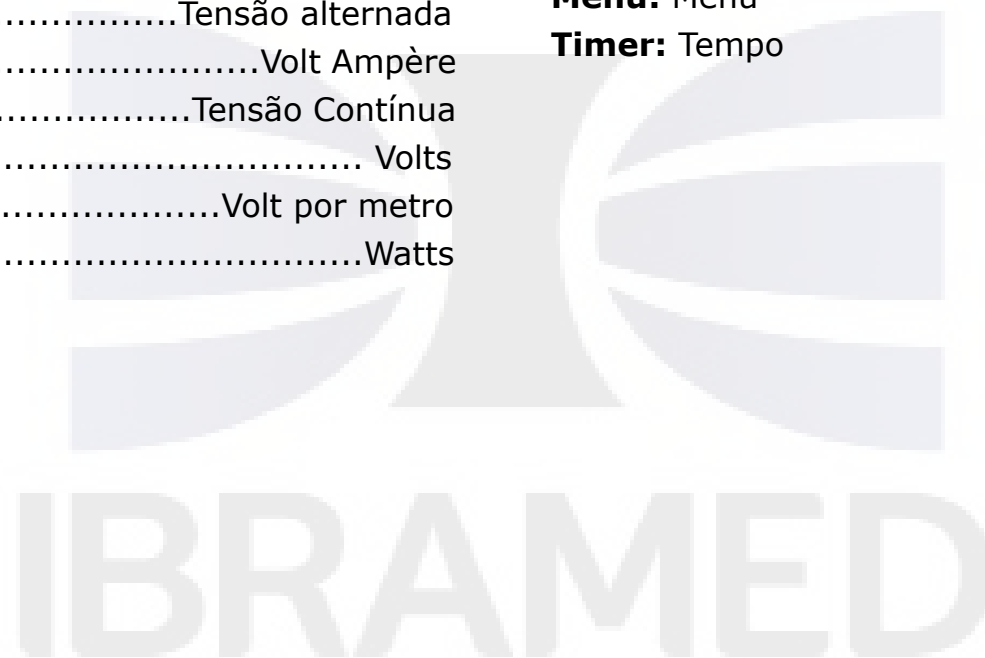 ...............Tensão alternada
......................Volt Ampère
.................Tensão Contínua
............................... Volts
...................Volt por metro
...............................Watts
Menu: Menu
Timer: Tempo
IBRAMED